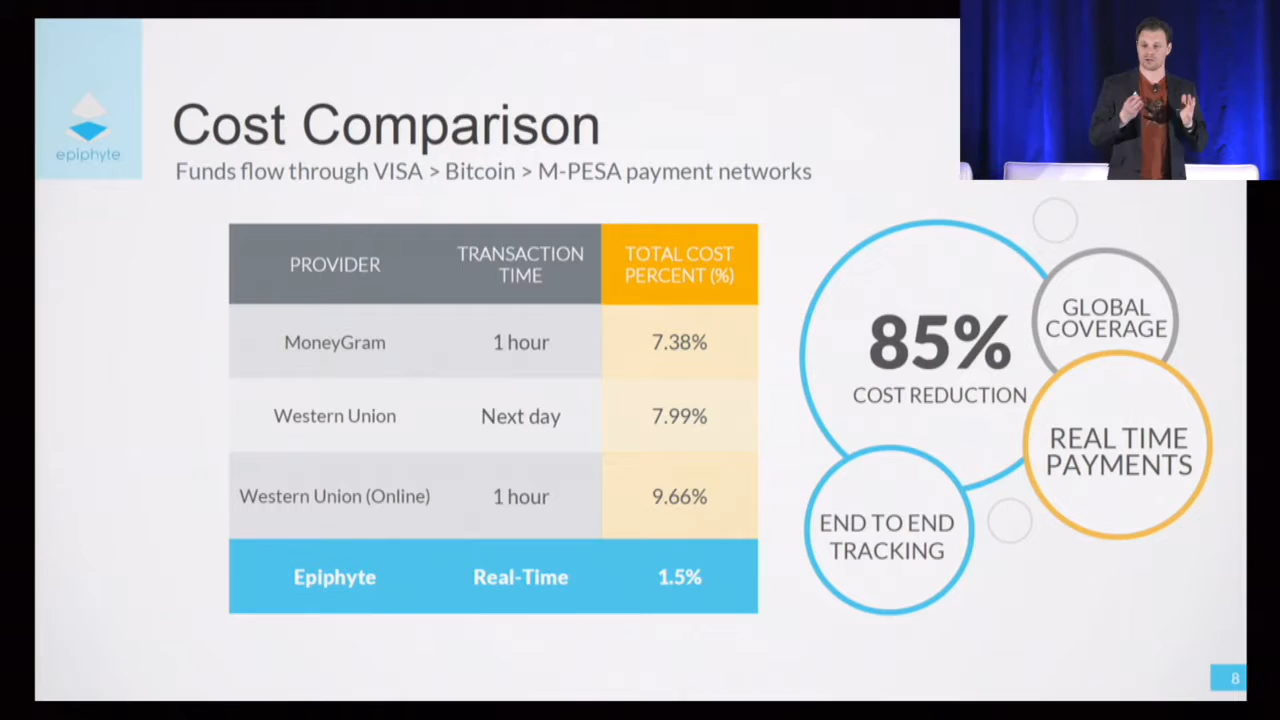 epiphyte
Cost Comparison
Funds flow through VISA > Bitcoin > M-PESA payment networks
PROVIDER
TRANSACTION
TIME
TOTAL COST
PERCENT (%)
MoneyGram 1 hour 7.38%
Western Union Next day 7.99%
Western Union (Online) 1 hour 9.66%
Epiphyte Real-Time 1.5%
85%
COST REDUCTION
GLOBAL
COVERAGE
REAL TIME
PAYMENTS
END TO END
TRACKING
8